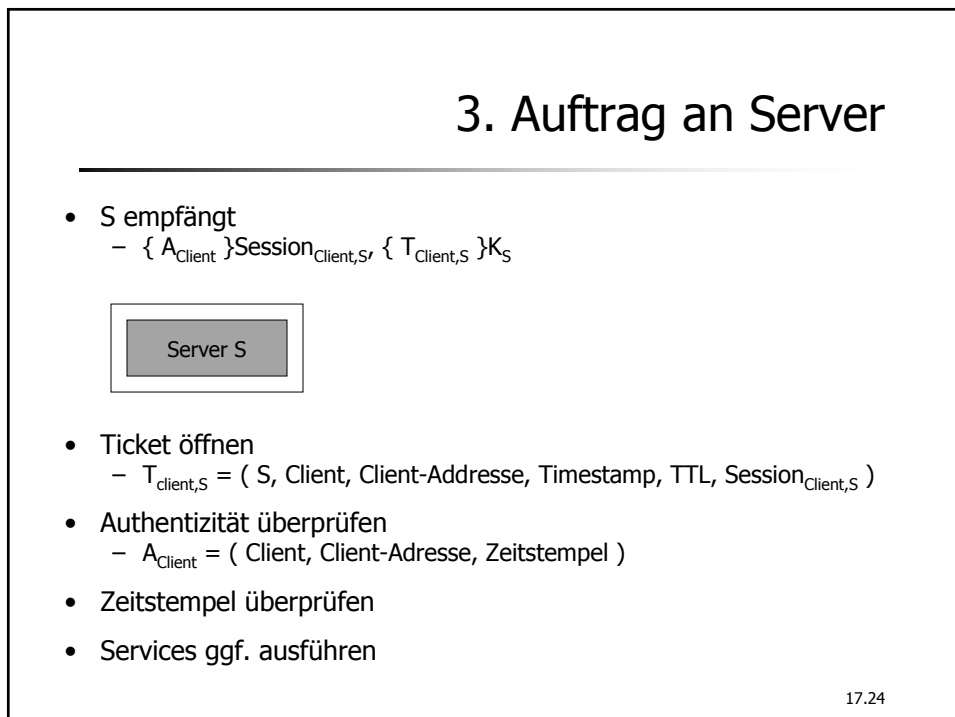 3. Auftrag an Server
• S empfängt
– { A_Client }Session_Client,S, { T_Client,S }K_S
Server S
• Ticket öffnen
– T_client,S = ( S, Client, Client-Addresse, Timestamp, TTL, Session_Client,S )
• Authentizität überprüfen
– A_Client = ( Client, Client-Adresse, Zeitstempel )
• Zeitstempel überprüfen
• Services ggf. ausführen
17.24